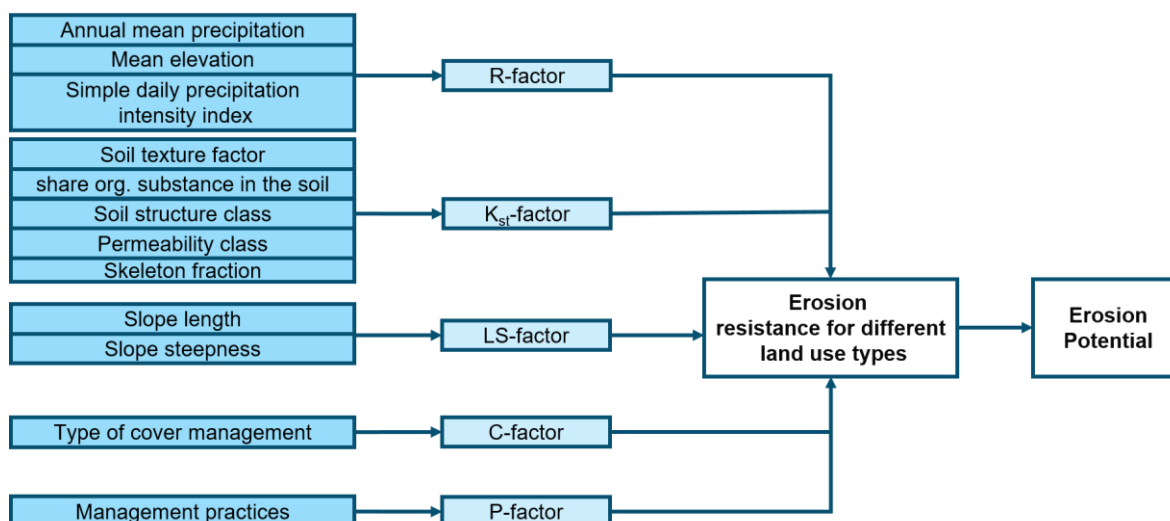 Annual mean precipitation
Mean elevation
Simple daily precipitation
intensity index
R-factor
Soil texture factor
share org. substance in the soil
Soil structure class
Permeability class
Skeleton fraction
Kst-factor
Slope length
Slope steepness
LS-factor
Type of cover management
C-factor
Management practices
P-factor
Erosion
resistance for different
land use types
Erosion
Potential